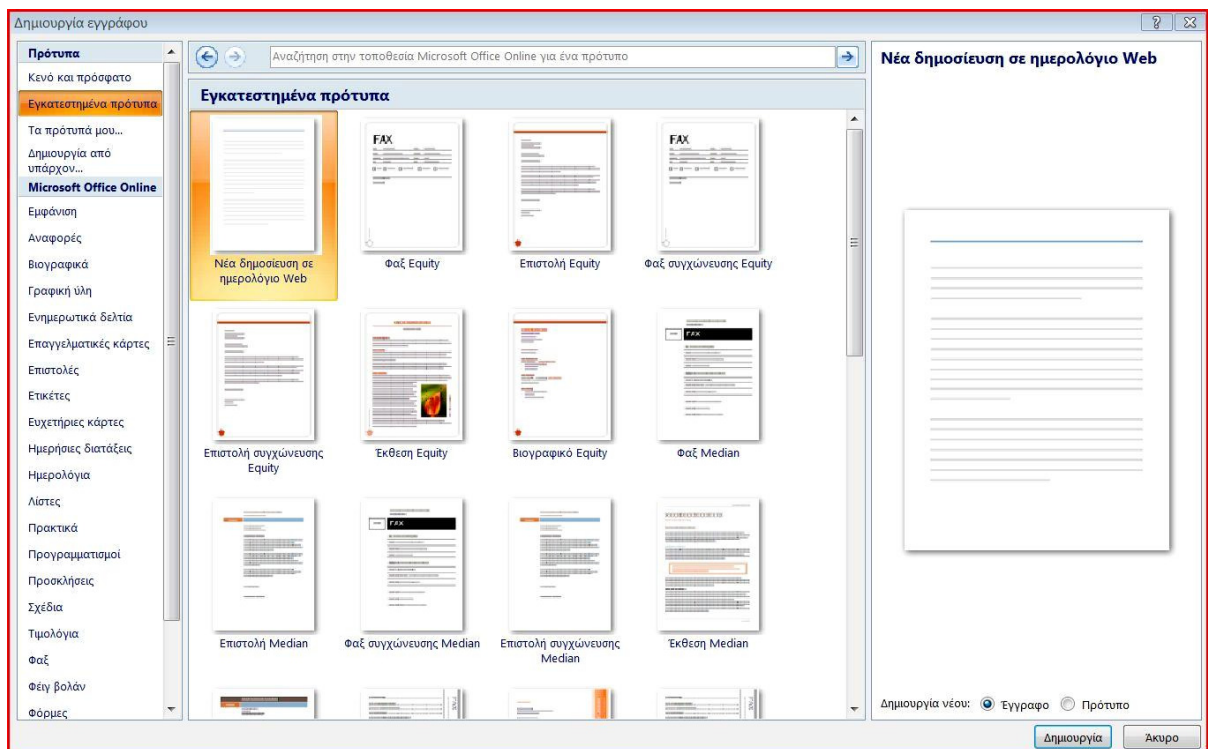 Δημιουργία εγγράφου
Πρότυπα
Κενό και πρόσφατο
Εγκατεστημένα πρότυπα
Τα πρότυπά μου...
Δημιουργία από
υπάρχον...
Microsoft Office Online
Εμφάνιση
Αναφορές
Βιογραφικά
Γραφική ύλη
Ενημερωτικά δελτία
Επαγγελματικές κάρτες
Επιστολές
Ετικέτες
Ευχετήριες κάρτες
Ημερήσιες διατάξεις
Ημερολόγια
Λίστες
Πρακτικά
Προγραμματισμοί
Προσκλήσεις
Σχέδια
Τιμολόγια
Φαξ
Φέιγ βολάν
Φόρμες
Αναζήτηση στην τοποθεσία Microsoft Office Online για ένα πρότυπο
Εγκατεστημένα πρότυπα
FAX
FAX
Νέα δημοσίευση σε
ημερολόγιο Web
Φαξ Equity
Επιστολή Equity
Φαξ συγχώνευσης Equity
FAX
Επιστολή συγχώνευσης
Equity
Έκθεση Equity
Βιογραφικό Equity
Φαξ Median
FAX
Επιστολή Median
Φαξ συγχώνευσης Median
Επιστολή συγχώνευσης
Median
Έκθεση Median
Νέα δημοσίευση σε ημερολόγιο Web
Δημιουργία νέου: Έγγραφο Πρότυπο
Δημιουργία Άκυρο